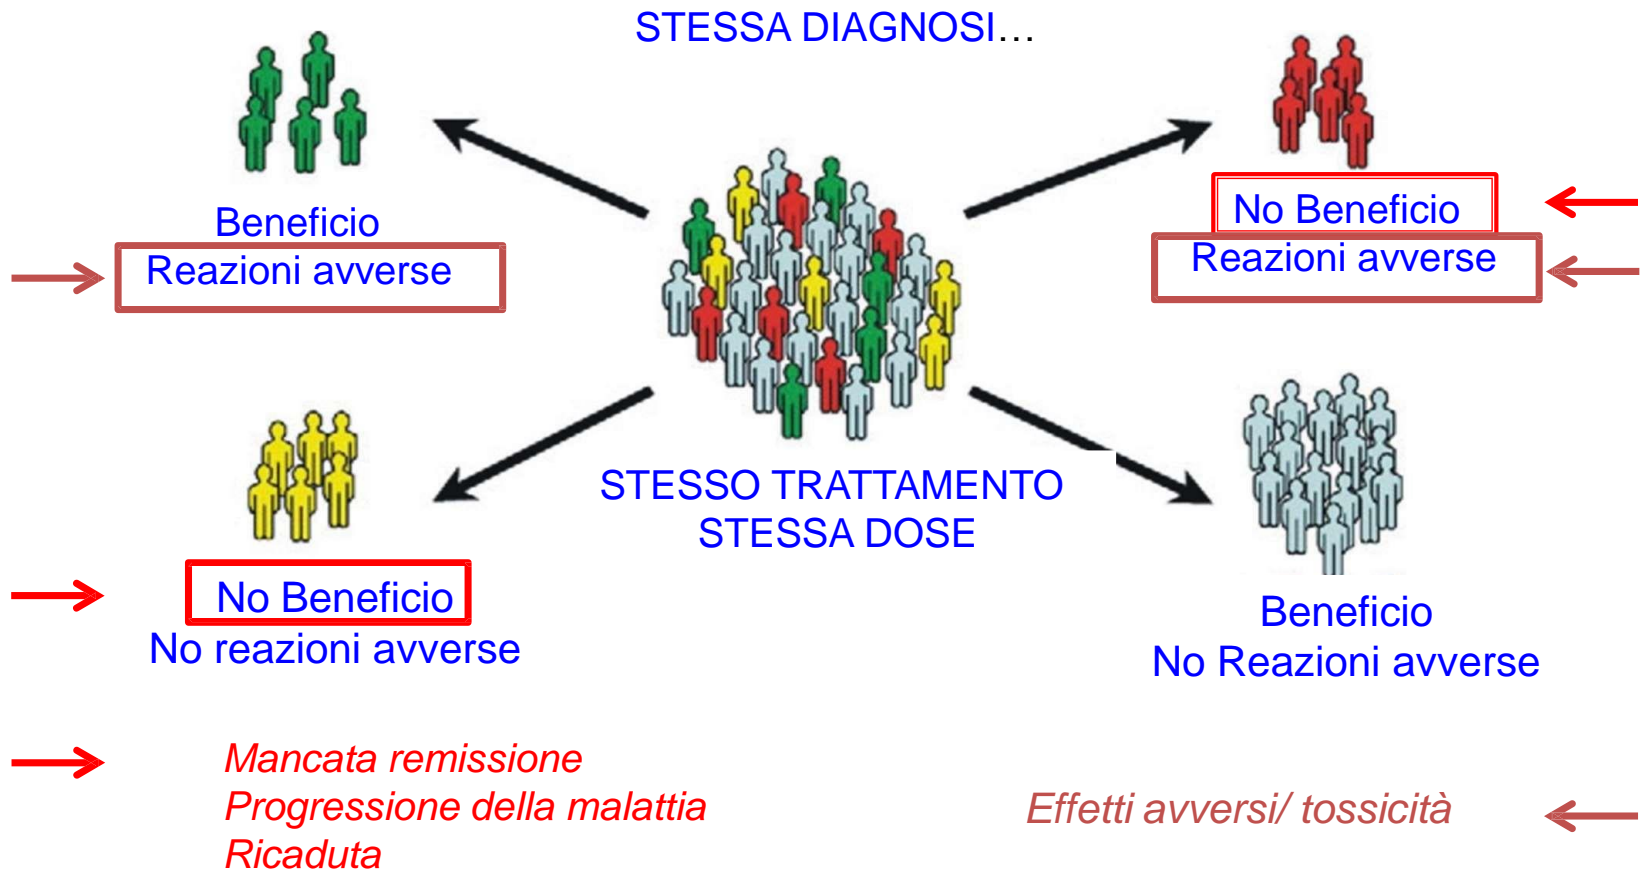 STESSA DIAGNOSI…
Beneficio
Reazioni avverse
No Beneficio
Reazioni avverse
STESSO TRATTAMENTO
STESSA DOSE
No Beneficio
No reazioni avverse
Beneficio
No Reazioni avverse
Mancata remissione
Progressione della malattia
Ricaduta
Effetti avversi/ tossicità